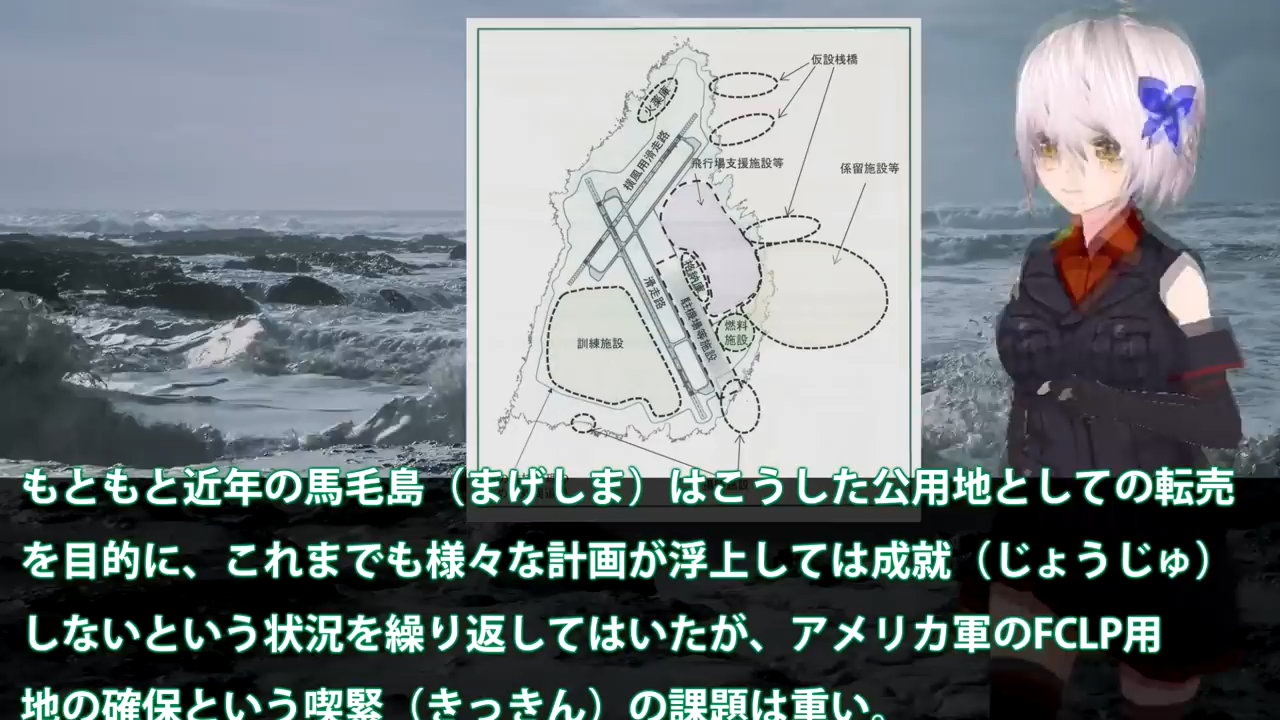 仮設桟橋
火薬庫
横風用滑走路
飛行場支援施設等
係留施設等
格納庫
滑走路
駐機場等施設
燃料
施設
訓練施設
もともと近年の馬毛島（まげしま）はこうした公用地としての転売
を目的に、これまでも様々な計画が浮上しては成就（じょうじゅ）
しないという状況を繰り返してはいたが、アメリカ軍のFCLP用
地の確保という喫緊（きっきん）の課題は重い。